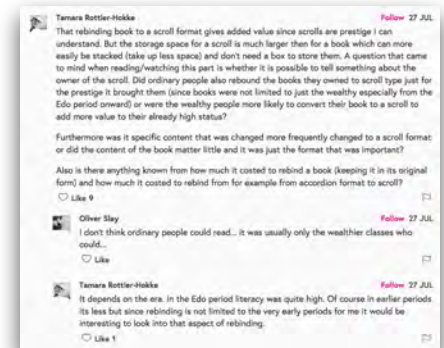 Tamara Rottier-Hokke Follow 27 JUL
That rebinding book to a scroll format gives added value since scrolls are prestige I can
understand. But the storage space for a scroll is much larger then for a book which can more
easily be stacked (take up less space) and don't need a box to store them. A question that came
to mind when reading/watching this part is whether it is possible to tell something about the
owner of the scroll. Did ordinary people also rebound the books they owned to scroll type just for
the prestige it brought them (since books were not limited to just the wealthy especially from the
Edo period onward) or were the wealthy people more likely to convert their book to a scroll to
add more value to their already high status?
Furthermore was it specific content that was changed more frequently changed to a scroll format
or did the content of the book matter little and it was just the format that was important?
Also is there anything known from how much it costed to rebind a book (keeping it in its original
form) and how much it costed to rebind from for example from accordion format to scroll?
Like 9
Oliver Slay Follow 27 JUL
I don't think ordinary people could read... it was usually only the wealthier classes who
could...
Like
Tamara Rottier-Hokke Follow 27 JUL
It depends on the era. In the Edo period literacy was quite high. Of course in earlier periods
its less but since rebinding is not limited to the very early periods for me it would be
interesting to look into that aspect of rebinding.
Like 1